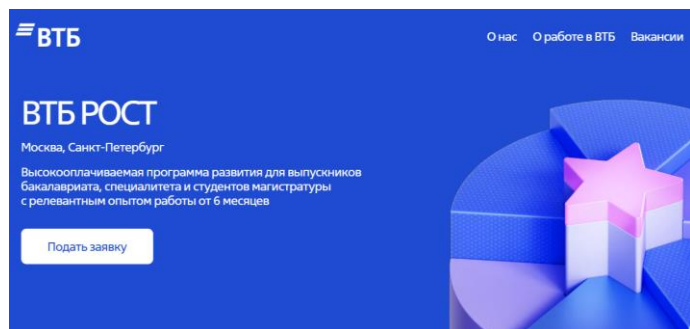 ВТБ
О нас О работе в ВТБ Вакансии
ВТБ РОСТ
Москва, Санкт-Петербург
Высокооплачиваемая программа развития для выпускников
бакалавриата, специалитета и студентов магистратуры
с релевантным опытом работы от 6 месяцев
Подать заявку